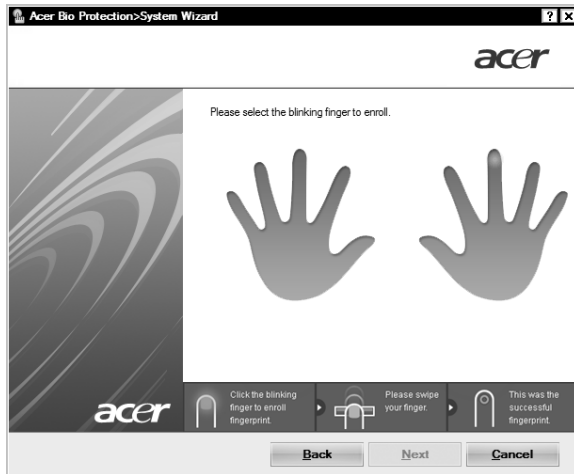 Acer Bio Protection>System Wizard
acer
Please select the blinking finger to enroll.
acer
Click the blinking
finger to enroll
fingerprint.
Please swipe
your finger.
This was the
successful
fingerprint.
Back
Next
Cancel